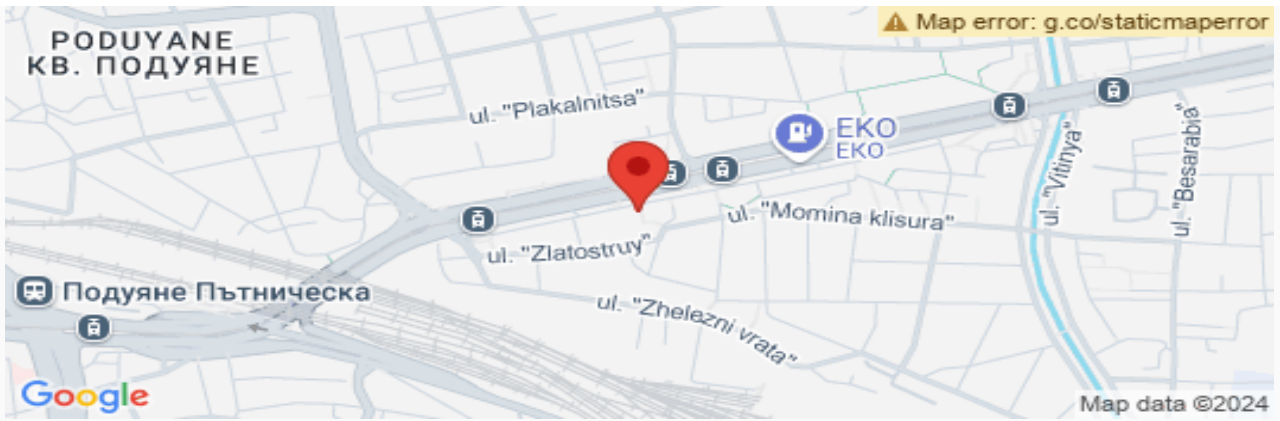 Map error: g.co/staticmaperror
PODUYANE
КВ. ПОДУЯНЕ
ul. "Plakalnitsa"
EKO
EKO
ul. "Vitinya"
ul. "Besarabia"
ul. "Momina klisura"
ul. "Zlatostruy"
Подуяне Пътническа
ul. "Zhelezni vrata"
Google
Map data ©2024